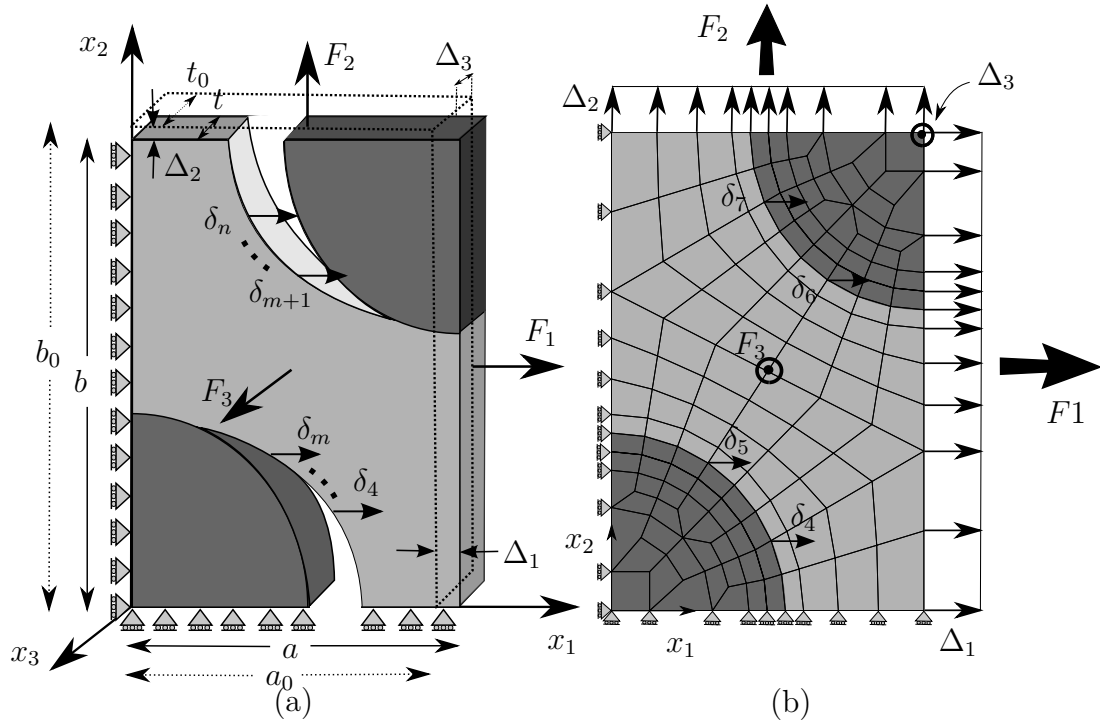 x₂
F₂
Δ₃
t₀
t
Δ₂
δₙ
δₘ₊₁
F₁
b₀
b
F₃
δₘ
δ₄
Δ₁
x₁
x₃
a
a₀
(a)
F₂
Δ₃
Δ₂
δ₇
δ₆
F₃
F1
δ₅
δ₄
x₂
x₁
Δ₁
(b)